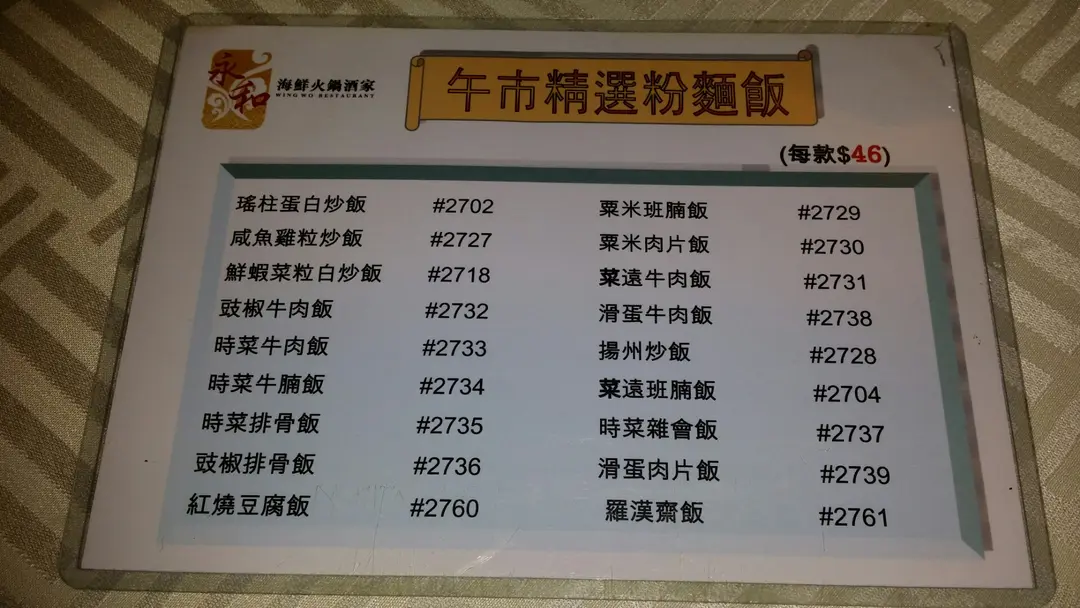 永和
海鮮火鍋酒家
WING WO RESTAURANT
午市精選粉麵飯
(每款$46)
瑤柱蛋白炒飯 #2702
咸魚雞粒炒飯 #2727
鮮蝦菜粒白炒飯 #2718
豉椒牛肉飯 #2732
時菜牛肉飯 #2733
時菜牛腩飯 #2734
時菜排骨飯 #2735
豉椒排骨飯 #2736
紅燒豆腐飯 #2760
粟米班腩飯 #2729
粟米肉片飯 #2730
菜遠牛肉飯 #2731
滑蛋牛肉飯 #2738
揚州炒飯 #2728
菜遠班腩飯 #2704
時菜雜會飯 #2737
滑蛋肉片飯 #2739
羅漢齋飯 #2761